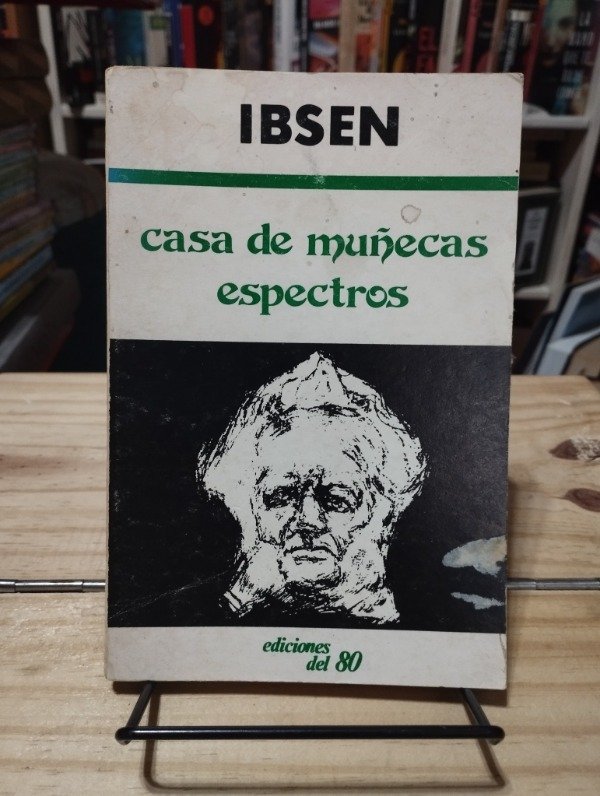 IBSEN
casa de muñecas
espectros
ediciones
del 80